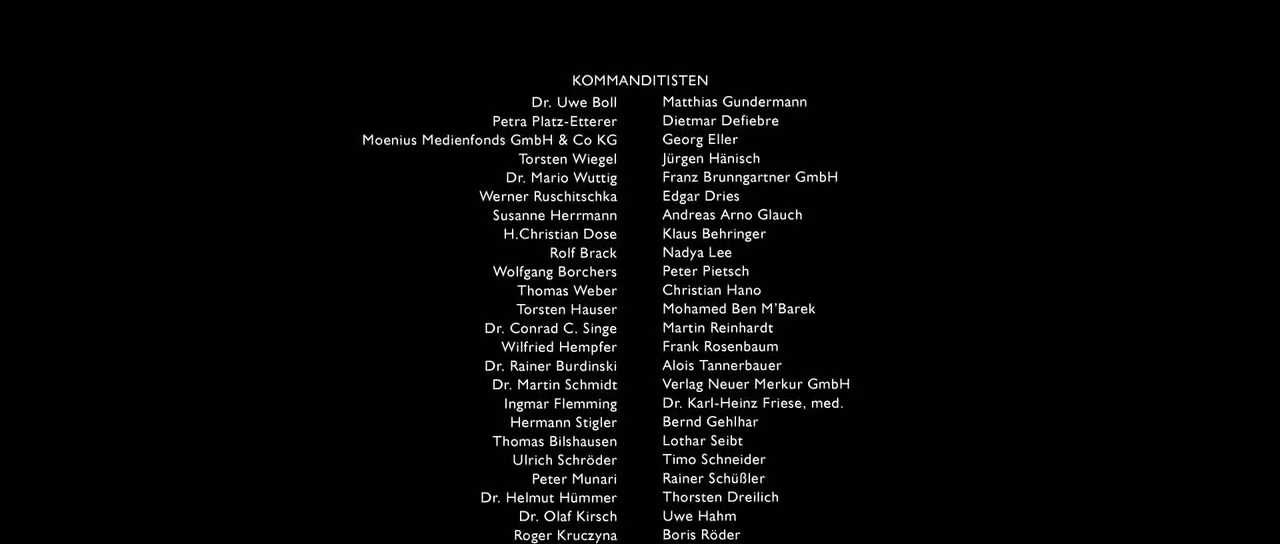 KOMMANDITISTEN
Dr. Uwe Boll Matthias Gundermann
Petra Platz-Etterer Dietmar Defiebre
Moenius Medienfonds GmbH & Co KG Georg Eller
Torsten Wiegel Jürgen Hänisch
Dr. Mario Wuttig Franz Brunngartner GmbH
Werner Ruschitschka Edgar Dries
Susanne Herrmann Andreas Arno Glauch
H.Christian Dose Klaus Behringer
Rolf Brack Nadya Lee
Wolfgang Borchers Peter Pietsch
Thomas Weber Christian Hano
Torsten Hauser Mohamed Ben M'Barek
Dr. Conrad C. Singe Martin Reinhardt
Wilfried Hempfer Frank Rosenbaum
Dr. Rainer Burdinski Alois Tannerbauer
Dr. Martin Schmidt Verlag Neuer Merkur GmbH
Ingmar Flemming Dr. Karl-Heinz Friese, med.
Hermann Stigler Bernd Gehlhar
Thomas Bilshausen Lothar Seibt
Ulrich Schröder Timo Schneider
Peter Munari Rainer Schüßler
Dr. Helmut Hümmer Thorsten Dreilich
Dr. Olaf Kirsch Uwe Hahm
Roger Kruczyna Boris Röder